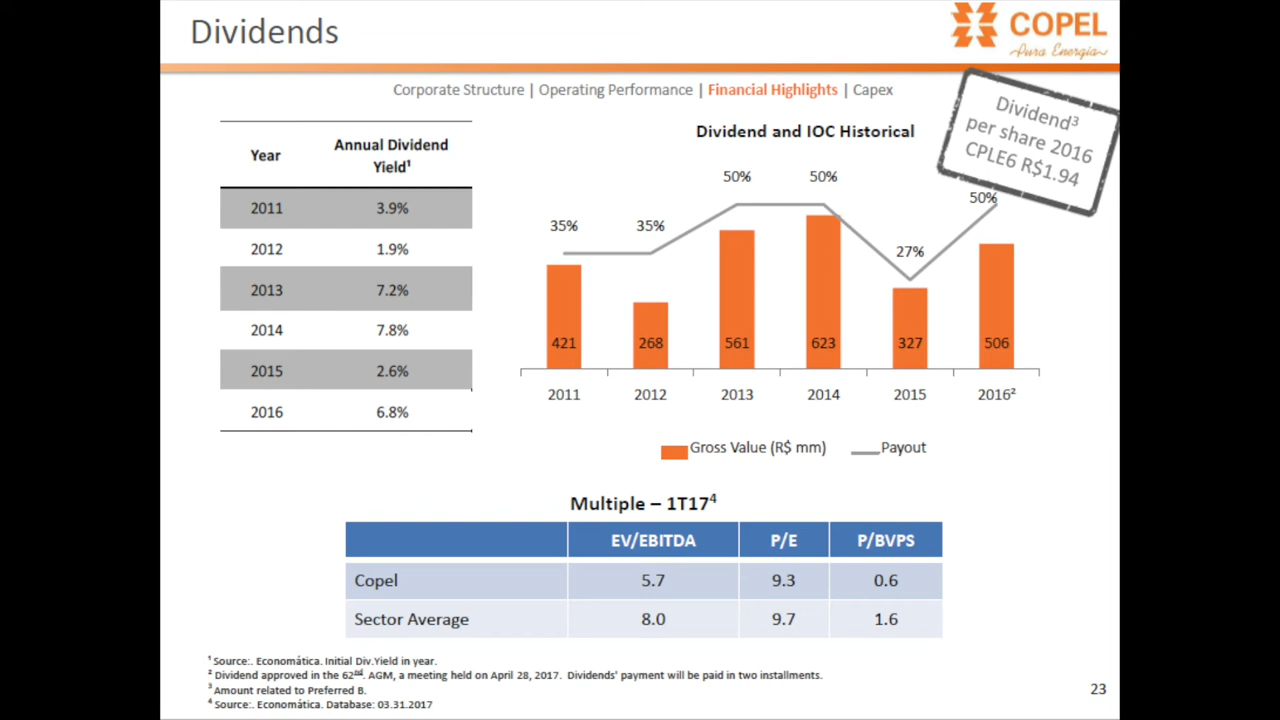 Dividends
COPEL
Pura Energia
Corporate Structure | Operating Performance | Financial Highlights | Capex
Dividend³
per share 2016
CPLE6 R$1.94
Year
Annual Dividend
Yield¹
2011 3.9%
2012 1.9%
2013 7.2%
2014 7.8%
2015 2.6%
2016 6.8%
Dividend and IOC Historical
35% 35% 50% 50% 27% 50%
421 268 561 623 327 506
2011 2012 2013 2014 2015 2016²
Gross Value (R$ mm) Payout
Multiple – 1T17⁴
EV/EBITDA P/E P/BVPS
Copel 5.7 9.3 0.6
Sector Average 8.0 9.7 1.6
¹ Source:. Economática. Initial Div.Yield in year.
² Dividend approved in the 62nd. AGM, a meeting held on April 28, 2017. Dividends' payment will be paid in two installments.
³ Amount related to Preferred B.
⁴ Source:. Economática. Database: 03.31.2017
23